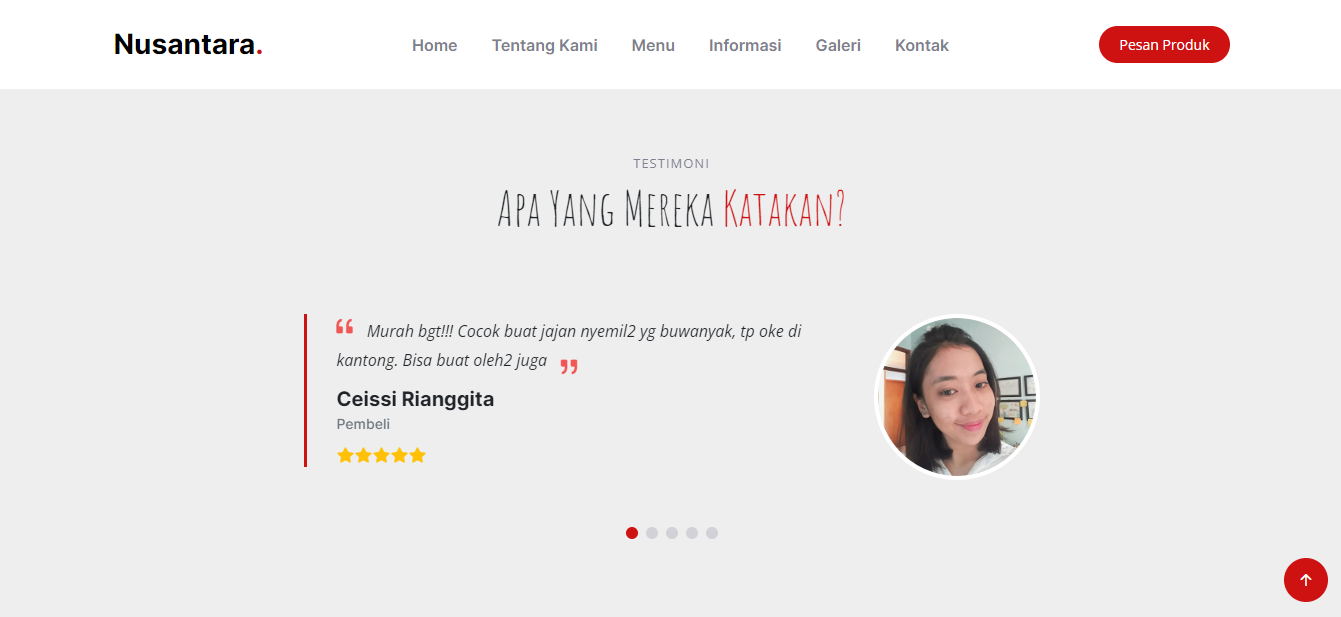 Nusantara.
Home Tentang Kami Menu Informasi Galeri Kontak
Pesan Produk
TESTIMONI
Apa Yang Mereka Katakan?
“ Murah bgt!!! Cocok buat jajan nyemil2 yg buwanyak, tp oke di
kantong. Bisa buat oleh2 juga ”
Ceissi Rianggita
Pembeli